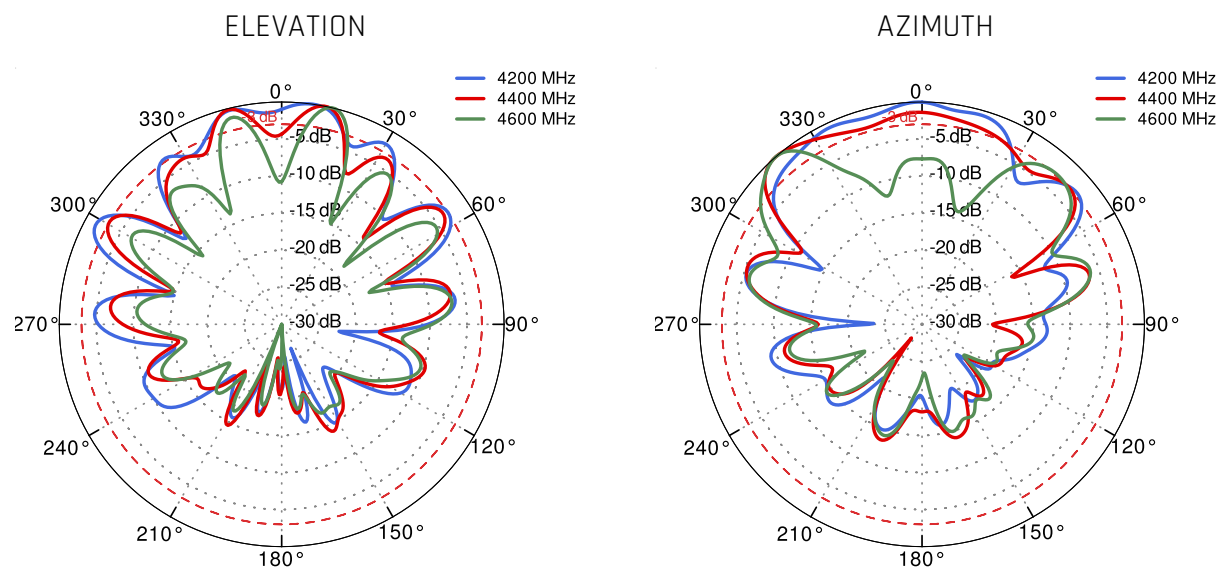 ELEVATION
4200 MHz
4400 MHz
4600 MHz
0°
330°
30°
-3 dB
-5 dB
-10 dB
300°
60°
-15 dB
-20 dB
-25 dB
270°
-30 dB
90°
240°
120°
210°
150°
180°
AZIMUTH
4200 MHz
4400 MHz
4600 MHz
0°
330°
30°
-3 dB
-5 dB
-10 dB
300°
60°
-15 dB
-20 dB
-25 dB
270°
-30 dB
90°
240°
120°
210°
150°
180°